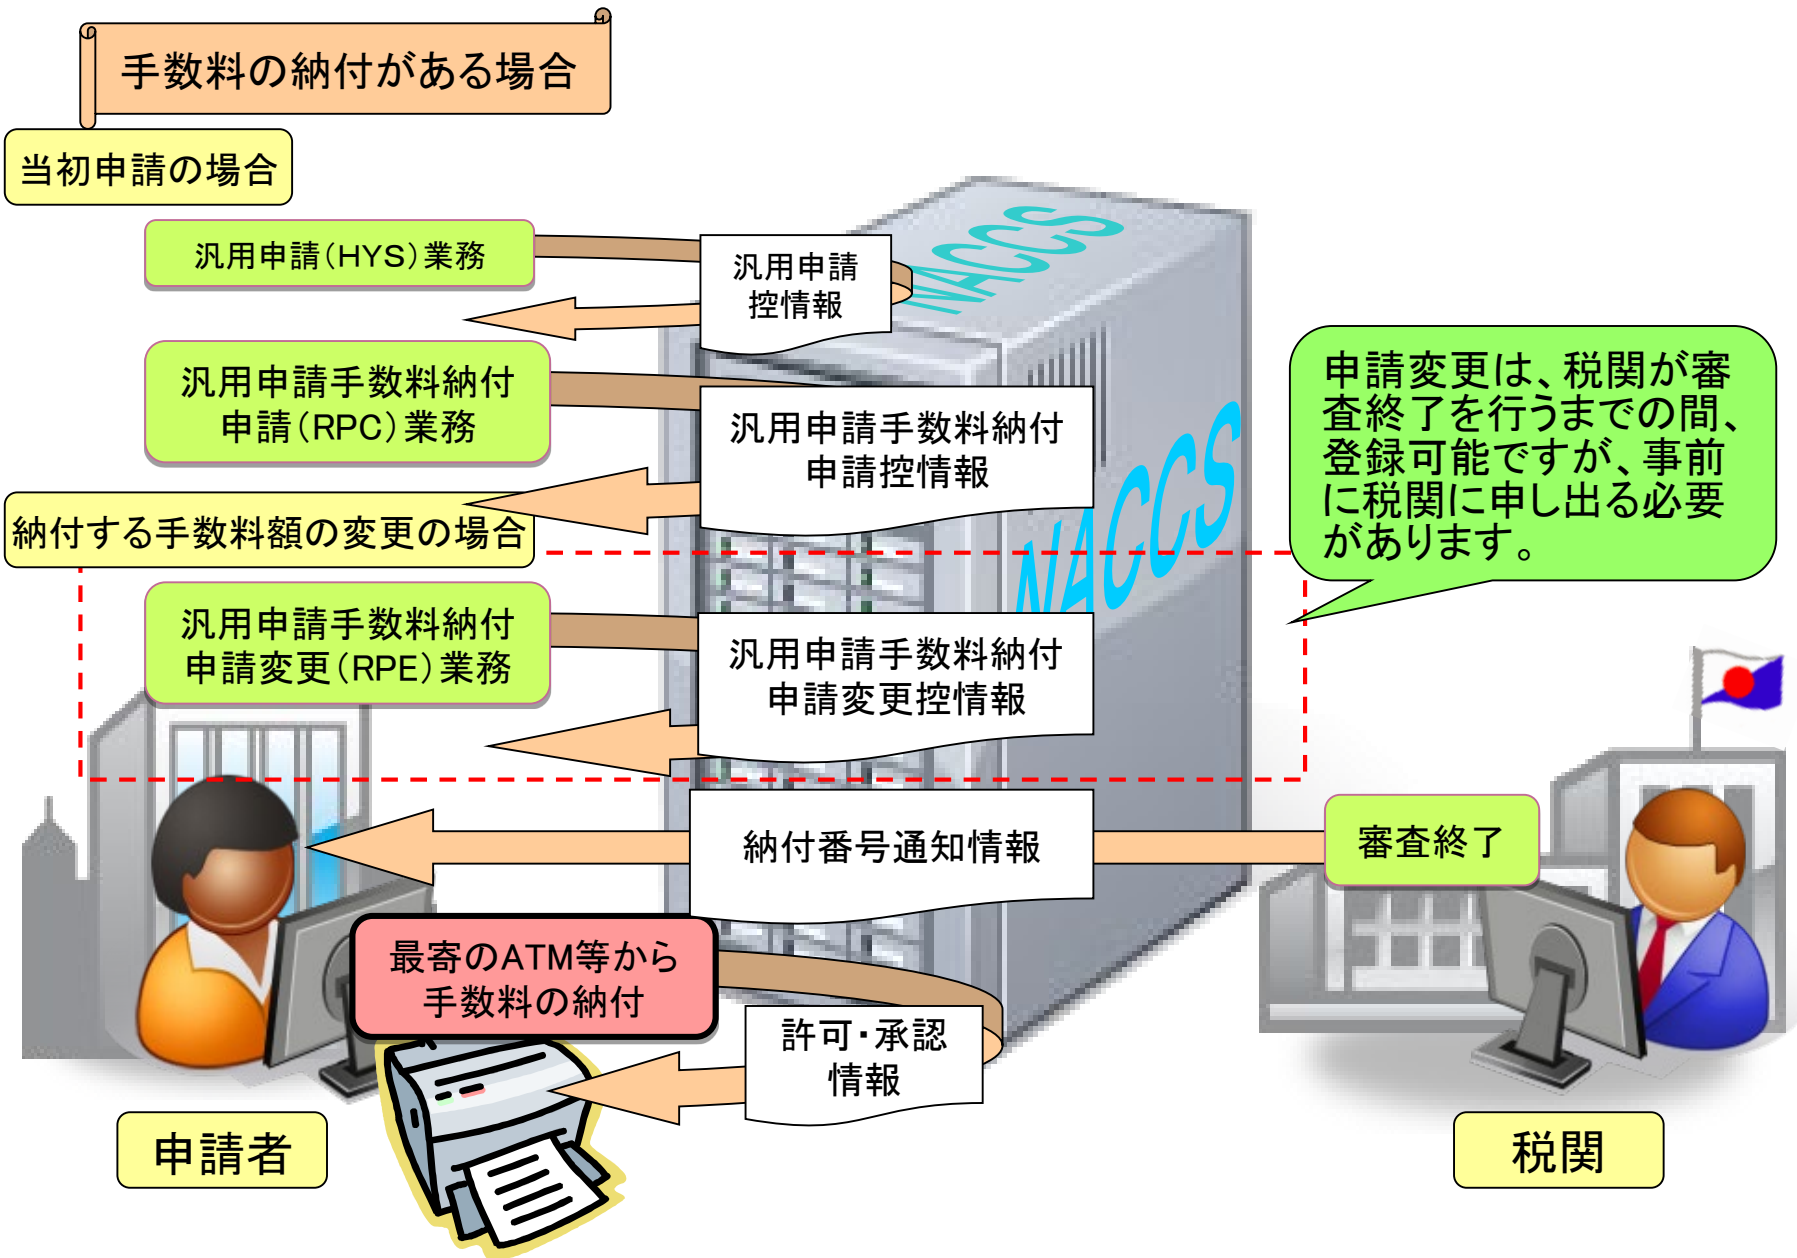 手数料の納付がある場合
当初申請の場合
汎用申請(HYS)業務
汎用申請
控情報
NACCS
汎用申請手数料納付
申請(RPC)業務
汎用申請手数料納付
申請控情報
NACCS
申請変更は、税関が審
査終了を行うまでの間、
登録可能ですが、事前
に税関に申し出る必要
があります。
納付する手数料額の変更の場合
汎用申請手数料納付
申請変更(RPE)業務
汎用申請手数料納付
申請変更控情報
納付番号通知情報
審査終了
最寄のATM等から
手数料の納付
許可・承認
情報
申請者
税関